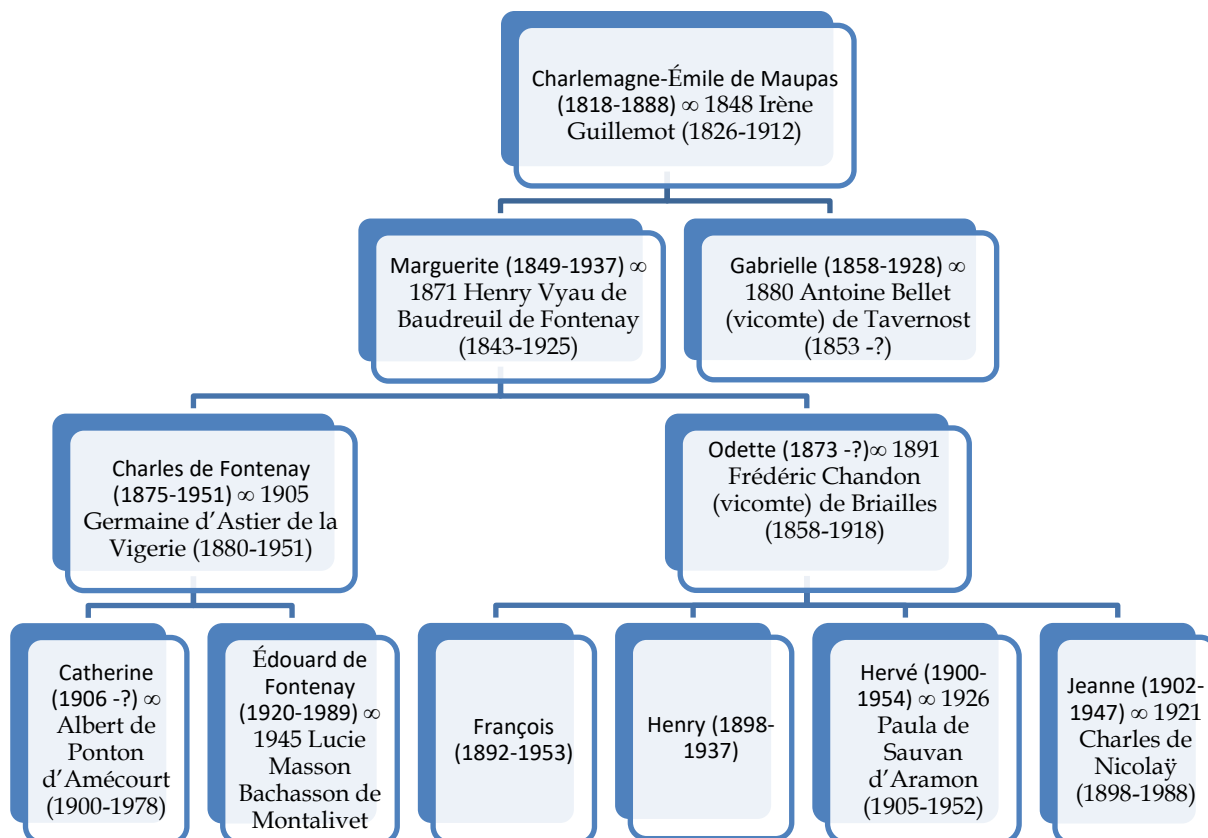 Charlemagne-Émile de Maupas
(1818-1888) ∞ 1848 Irène
Guillemot (1826-1912)
Marguerite (1849-1937) ∞
1871 Henry Vyau de
Baudreuil de Fontenay
(1843-1925)
Gabrielle (1858-1928) ∞
1880 Antoine Bellet
(vicomte) de Tavernost
(1853 -?)
Charles de Fontenay
(1875-1951) ∞ 1905
Germaine d’Astier de la
Vigerie (1880-1951)
Odette (1873 -?)∞ 1891
Frédéric Chandon
(vicomte) de Briailles
(1858-1918)
Catherine
(1906 -?) ∞
Albert de
Ponton
d’Amécourt
(1900-1978)
Édouard de
Fontenay
(1920-1989) ∞
1945 Lucie
Masson
Bachasson de
Montalivet
François
(1892-1953)
Henry (1898-
1937)
Hervé (1900-
1954) ∞ 1926
Paula de
Sauvan
d’Aramon
(1905-1952)
Jeanne (1902-
1947) ∞ 1921
Charles de
Nicolaÿ
(1898-1988)